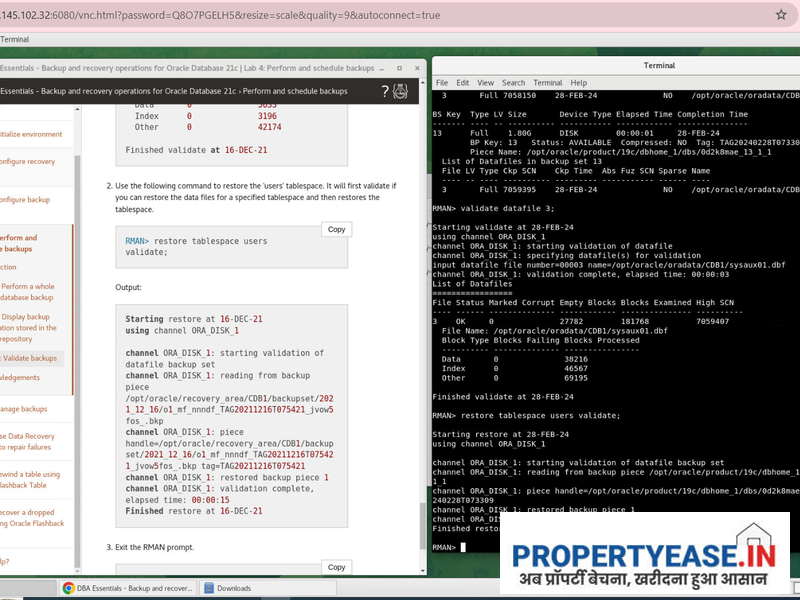 .145.102.32:6080/vnc.html?password=Q8O7PGELH5&resize=scale&quality=9&autoconnect=true
Terminal
Essentials - Backup and recovery operations for Oracle Database 21c | Lab 4: Perform and schedule backups
Essentials - Backup and recovery operations for Oracle Database 21c › Perform and schedule backups
?
itialize environment
onfigure recovery
onfigure backup
erform and
e backups
ction
Perform a whole
database backup
Display backup
ation stored in the
repository
: Validate backups
wledgements
anage backups
se Data Recovery
to repair failures
ewind a table using
lashback Table
ecover a dropped
ng Oracle Flashback
lp?
Data 0 5033
Index 0 3196
Other 0 42174
Finished validate at 16-DEC-21
2. Use the following command to restore the 'users' tablespace. It will first validate if
you can restore the data files for a specified tablespace and then restores the
tablespace.
Copy
RMAN> restore tablespace users
validate;
Output:
Starting restore at 16-DEC-21
using channel ORA_DISK_1
channel ORA_DISK_1: starting validation of
datafile backup set
channel ORA_DISK_1: reading from backup
piece
/opt/oracle/recovery_area/CDB1/backupset/202
1_12_16/o1_mf_nnndf_TAG20211216T075421_jvow5
fos_.bkp
channel ORA_DISK_1: piece
handle=/opt/oracle/recovery_area/CDB1/backup
set/2021_12_16/o1_mf_nnndf_TAG20211216T07542
1_jvow5fos_.bkp tag=TAG20211216T075421
channel ORA_DISK_1: restored backup piece 1
channel ORA_DISK_1: validation complete,
elapsed time: 00:00:15
Finished restore at 16-DEC-21
3. Exit the RMAN prompt.
Copy
Terminal
File Edit View Search Terminal Help
3 Full 7058150 28-FEB-24 NO /opt/oracle/oradata/CDB
BS Key Type LV Size Device Type Elapsed Time Completion Time
------- ---- -- ---------- ----------- ------------ ---------------
13 Full 1.80G DISK 00:00:01 28-FEB-24
BP Key: 13 Status: AVAILABLE Compressed: NO Tag: TAG20240228T07330
Piece Name: /opt/oracle/product/19c/dbhome_1/dbs/0d2k8mae_13_1_1
List of Datafiles in backup set 13
File LV Type Ckp SCN Ckp Time Abs Fuz SCN Sparse Name
3 Full 7059395 28-FEB-24 NO /opt/oracle/oradata/CDB
RMAN> validate datafile 3;
Starting validate at 28-FEB-24
using channel ORA_DISK_1
channel ORA_DISK_1: starting validation of datafile
channel ORA_DISK_1: specifying datafile(s) for validation
input datafile file number=00003 name=/opt/oracle/oradata/CDB1/sysaux01.dbf
channel ORA_DISK_1: validation complete, elapsed time: 00:00:03
List of Datafiles
=================
File Status Marked Corrupt Empty Blocks Blocks Examined High SCN
---- ------ -------------- ------------ --------------- ----------
3 OK 0 27782 181768 7059407
File Name: /opt/oracle/oradata/CDB1/sysaux01.dbf
Block Type Blocks Failing Blocks Processed
---------- -------------- ----------------
Data 0 38216
Index 0 46567
Other 0 69195
Finished validate at 28-FEB-24
RMAN> restore tablespace users validate;
Starting restore at 28-FEB-24
using channel ORA_DISK_1
channel ORA_DISK_1: starting validation of datafile backup set
channel ORA_DISK_1: reading from backup piece /opt/oracle/product/19c/dbhome_1
1_1
channel ORA_DISK_1: piece handle=/opt/oracle/product/19c/dbhome_1/dbs/0d2k8mae
240228T073309
channel ORA_DISK_1: restored backup piece 1
channel ORA_DIS
Finished resto
RMAN>
PROPERTYEASE.IN
अब प्रॉपर्टी बेचना, खरीदना हुआ आसान
DBA Essentials - Backup and recover...
Downloads